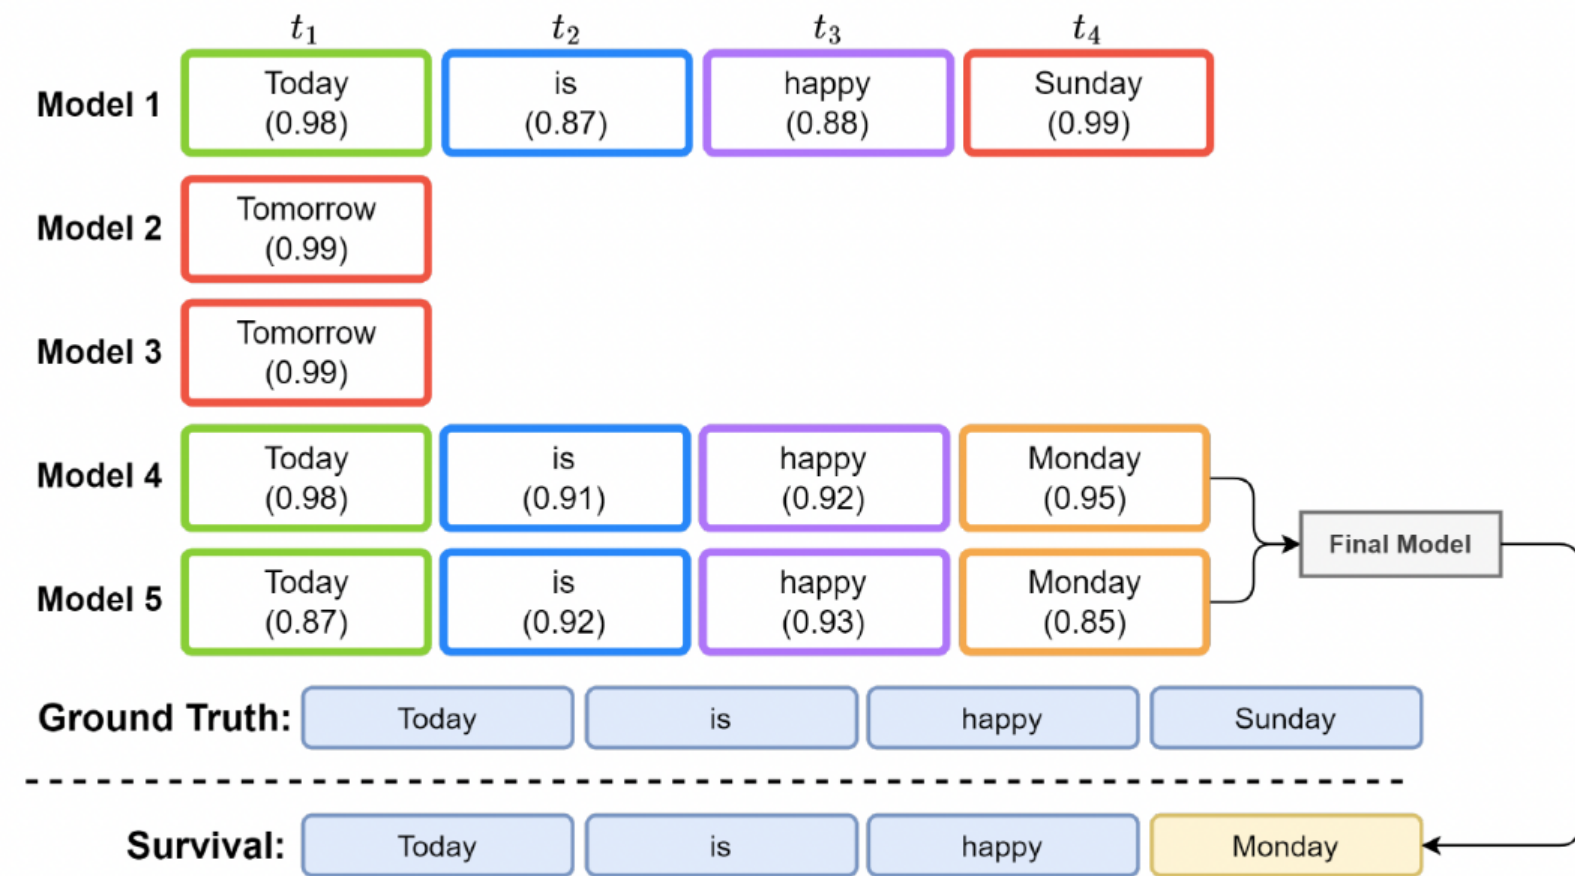 t₁ t₂ t₃ t₄
Model 1
Today
(0.98)
is
(0.87)
happy
(0.88)
Sunday
(0.99)
Model 2
Tomorrow
(0.99)
Model 3
Tomorrow
(0.99)
Model 4
Today
(0.98)
is
(0.91)
happy
(0.92)
Monday
(0.95)
Model 5
Today
(0.87)
is
(0.92)
happy
(0.93)
Monday
(0.85)
Final Model
Ground Truth: Today is happy Sunday
Survival: Today is happy Monday